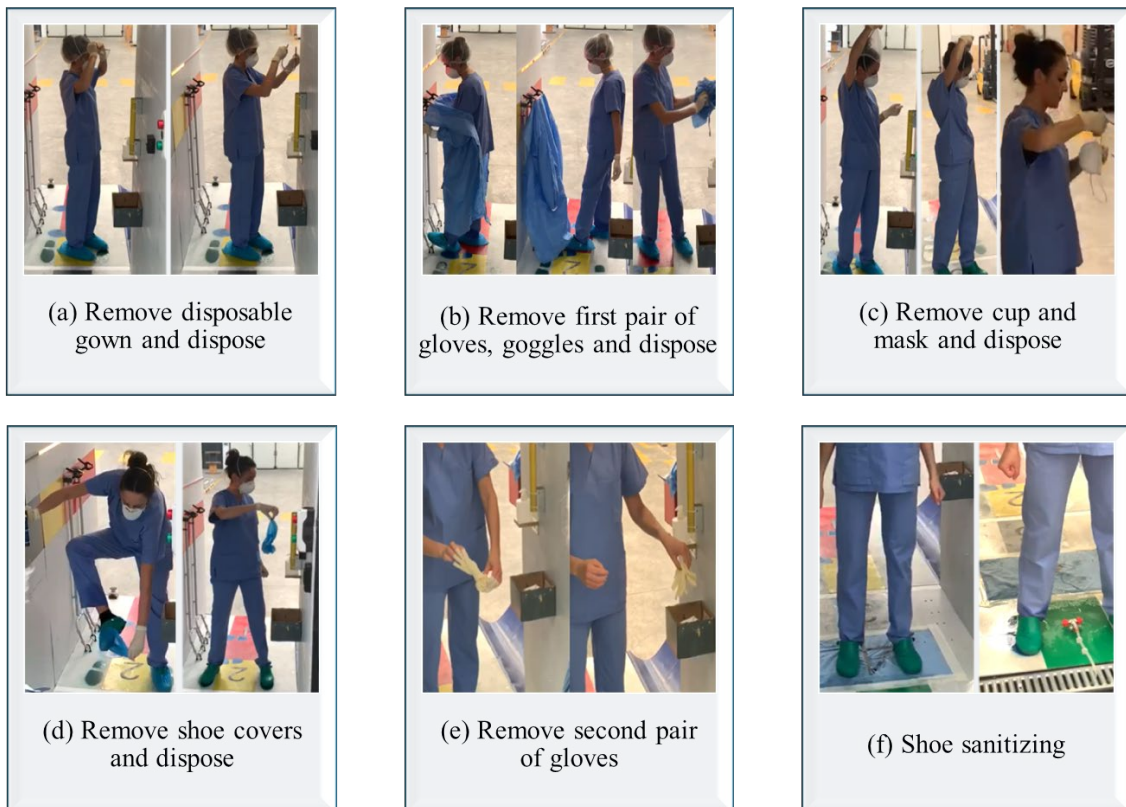 (a) Remove disposable
gown and dispose
(b) Remove first pair of
gloves, goggles and dispose
(c) Remove cup and
mask and dispose
(d) Remove shoe covers
and dispose
(e) Remove second pair
of gloves
(f) Shoe sanitizing
2